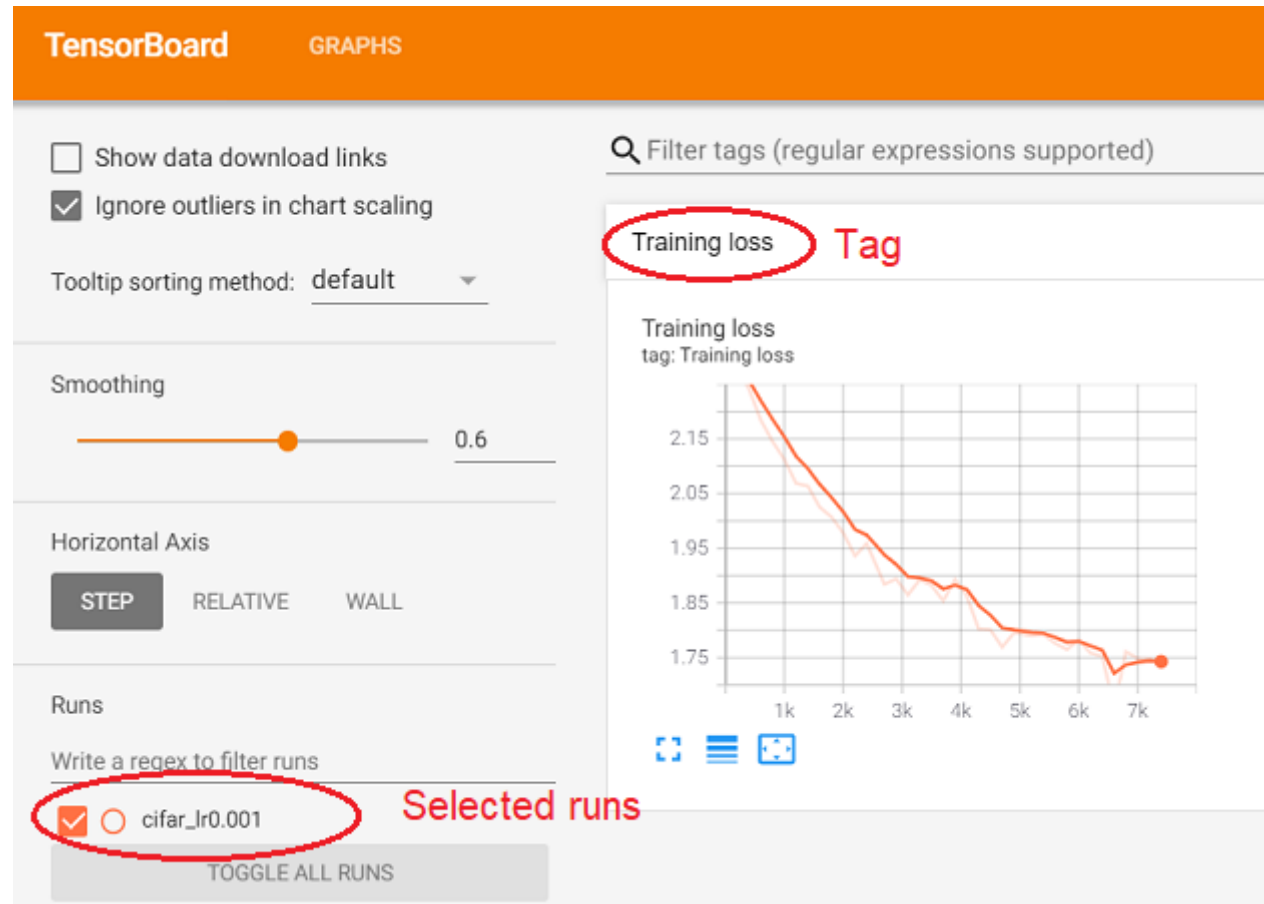 TensorBoard GRAPHS
Show data download links
Ignore outliers in chart scaling
Tooltip sorting method: default
Smoothing
0.6
Horizontal Axis
STEP RELATIVE WALL
Runs
Write a regex to filter runs
cifar_lr0.001
Selected runs
TOGGLE ALL RUNS
Filter tags (regular expressions supported)
Training loss
Tag
Training loss
tag: Training loss
2.15
2.05
1.95
1.85
1.75
1k 2k 3k 4k 5k 6k 7k